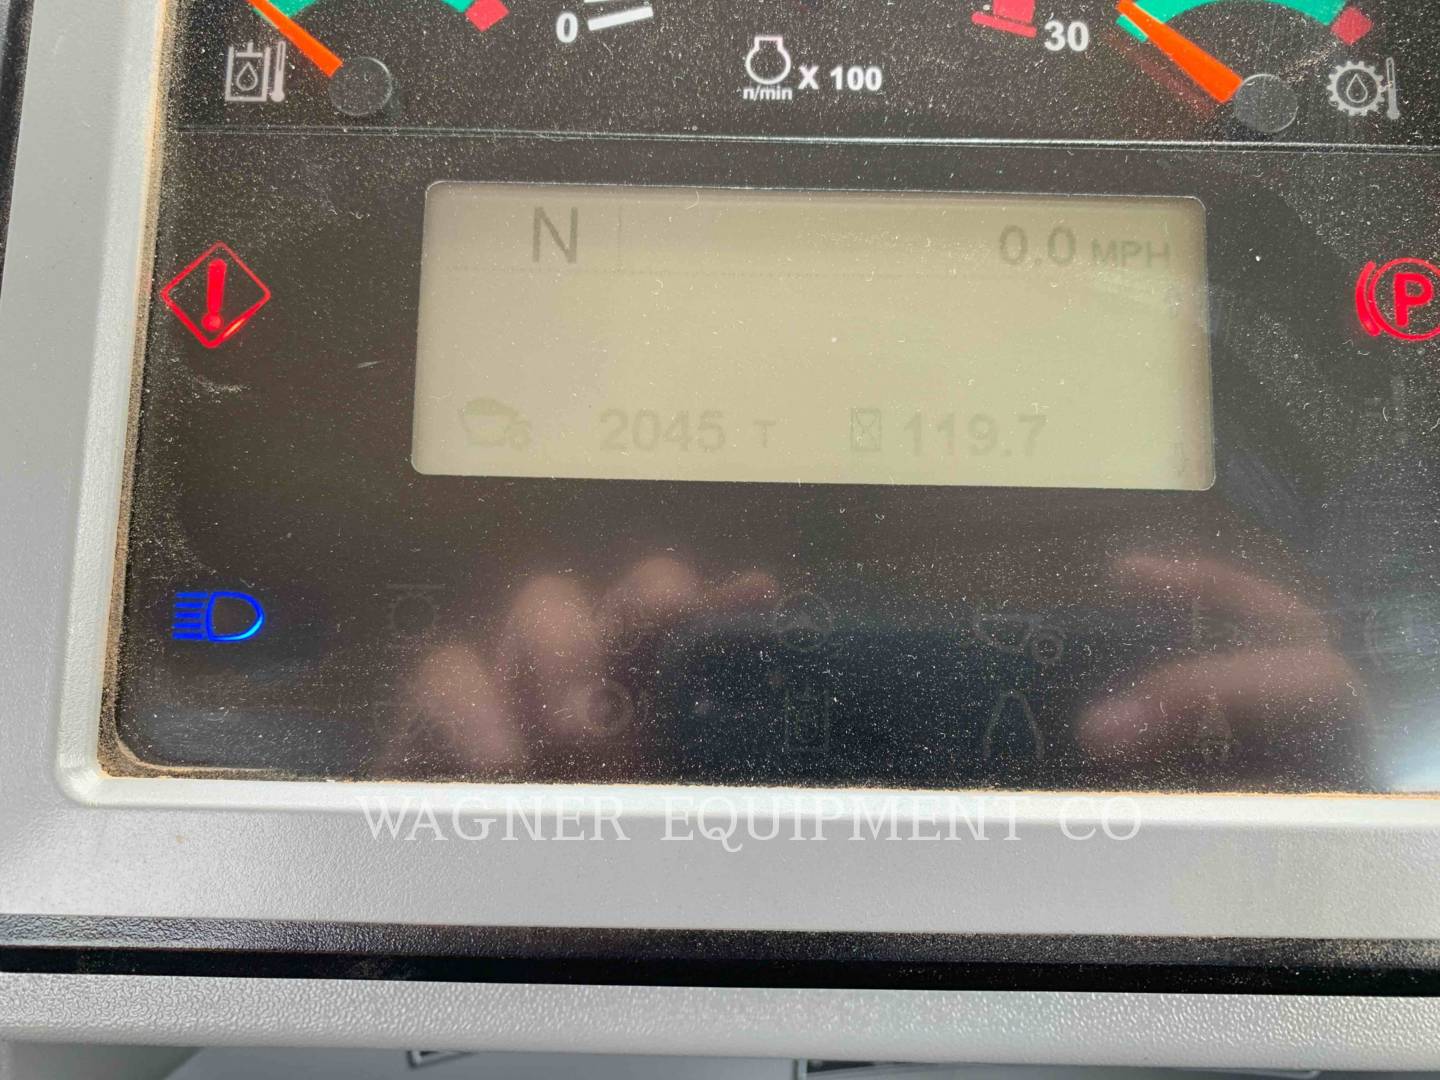 0
30
n/min X 100
N
0.0 MPH
P
2045 T
119.7
WAGNER EQUIPMENT CO